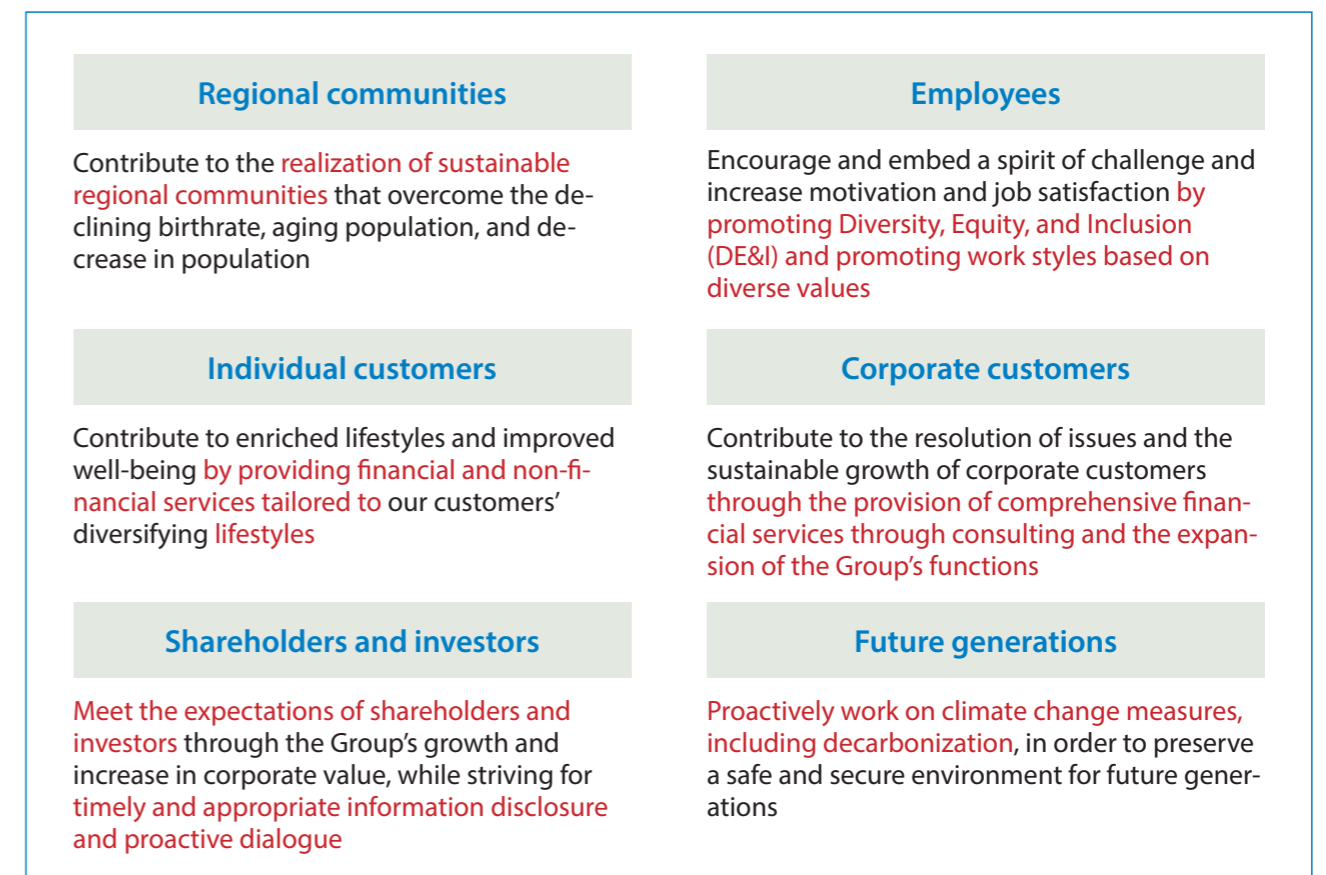 Regional communities
Contribute to the realization of sustainable
regional communities that overcome the de-
clining birthrate, aging population, and de-
crease in population
Employees
Encourage and embed a spirit of challenge and
increase motivation and job satisfaction by
promoting Diversity, Equity, and Inclusion
(DE&I) and promoting work styles based on
diverse values
Individual customers
Contribute to enriched lifestyles and improved
well-being by providing financial and non-fi-
nancial services tailored to our customers’
diversifying lifestyles
Corporate customers
Contribute to the resolution of issues and the
sustainable growth of corporate customers
through the provision of comprehensive finan-
cial services through consulting and the expan-
sion of the Group’s functions
Shareholders and investors
Meet the expectations of shareholders and
investors through the Group’s growth and
increase in corporate value, while striving for
timely and appropriate information disclosure
and proactive dialogue
Future generations
Proactively work on climate change measures,
including decarbonization, in order to preserve
a safe and secure environment for future gener-
ations